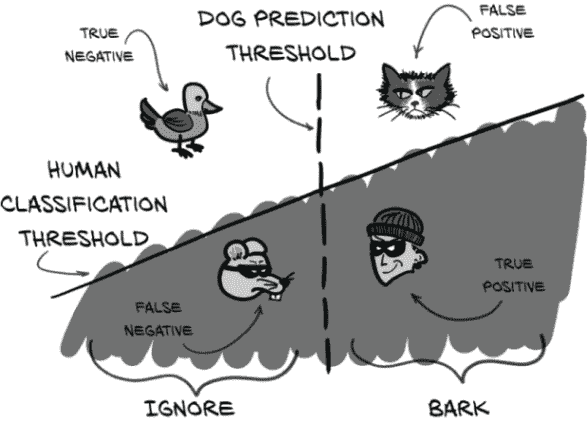 TRUE
NEGATIVE
DOG PREDICTION
THRESHOLD
FALSE
POSITIVE
HUMAN
CLASSIFICATION
THRESHOLD
FALSE
NEGATIVE
TRUE
POSITIVE
IGNORE
BARK